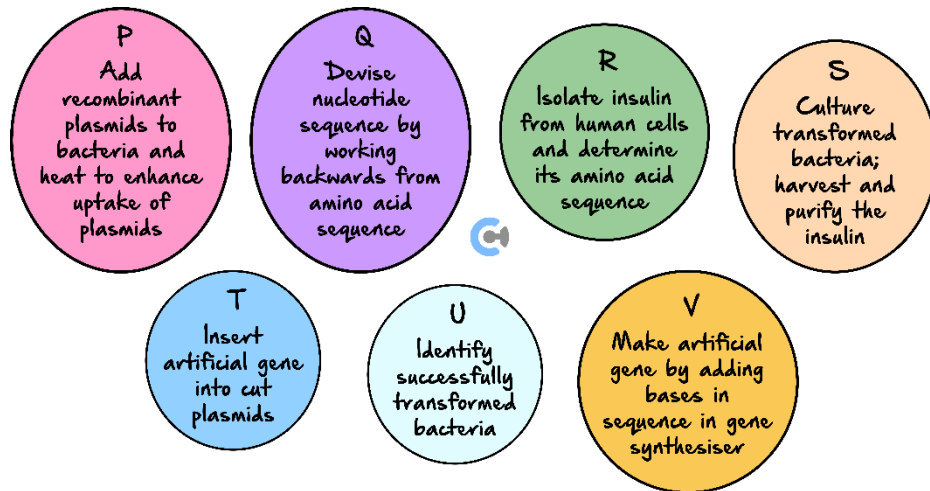 P
Add
recombinant
plasmids to
bacteria and
heat to enhance
uptake of
plasmids
Q
Devise
nucleotide
sequence by
working
backwards from
amino acid
sequence
R
Isolate insulin
from human cells
and determine
its amino acid
sequence
S
Culture
transformed
bacteria;
harvest and
purify the
insulin
T
Insert
artificial gene
into cut
plasmids
U
Identify
successfully
transformed
bacteria
V
Make artificial
gene by adding
bases in
sequence in gene
synthesiser